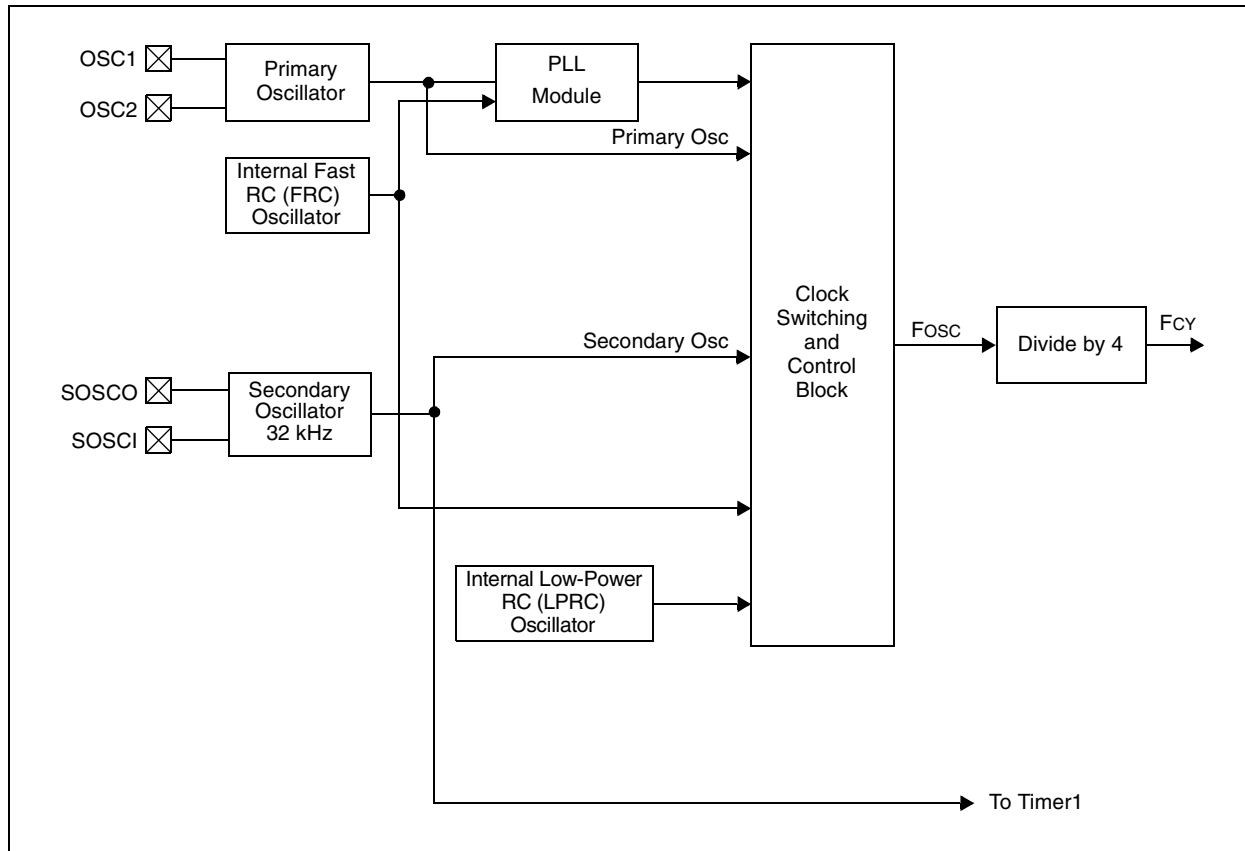 OSC1
OSC2
Primary
Oscillator
PLL
Module
Primary Osc
Internal Fast
RC (FRC)
Oscillator
Clock
Switching
and
Control
Block
FOSC
Divide by 4
FCY
Secondary Osc
SOSCO
SOSCI
Secondary
Oscillator
32 kHz
Internal Low-Power
RC (LPRC)
Oscillator
To Timer1